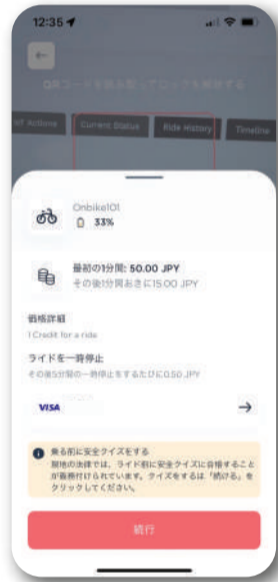 12:35
QRコードを読み取ってロックを解除する
Current Status
Ride History
Timeline
Onbike101
33%
最初の1分間: 50.00 JPY
その後1分間おきに15.00 JPY
価格詳細
1 Credit for a ride
ライドを一時停止
その後5分間の一時停止をするたびに0.50 JPY
VISA
乗る前に安全クイズをする
現地の法律では、ライド前に安全クイズに合格すること
が義務付けられています。クイズをするは「続ける」を
クリックしてください。
続行